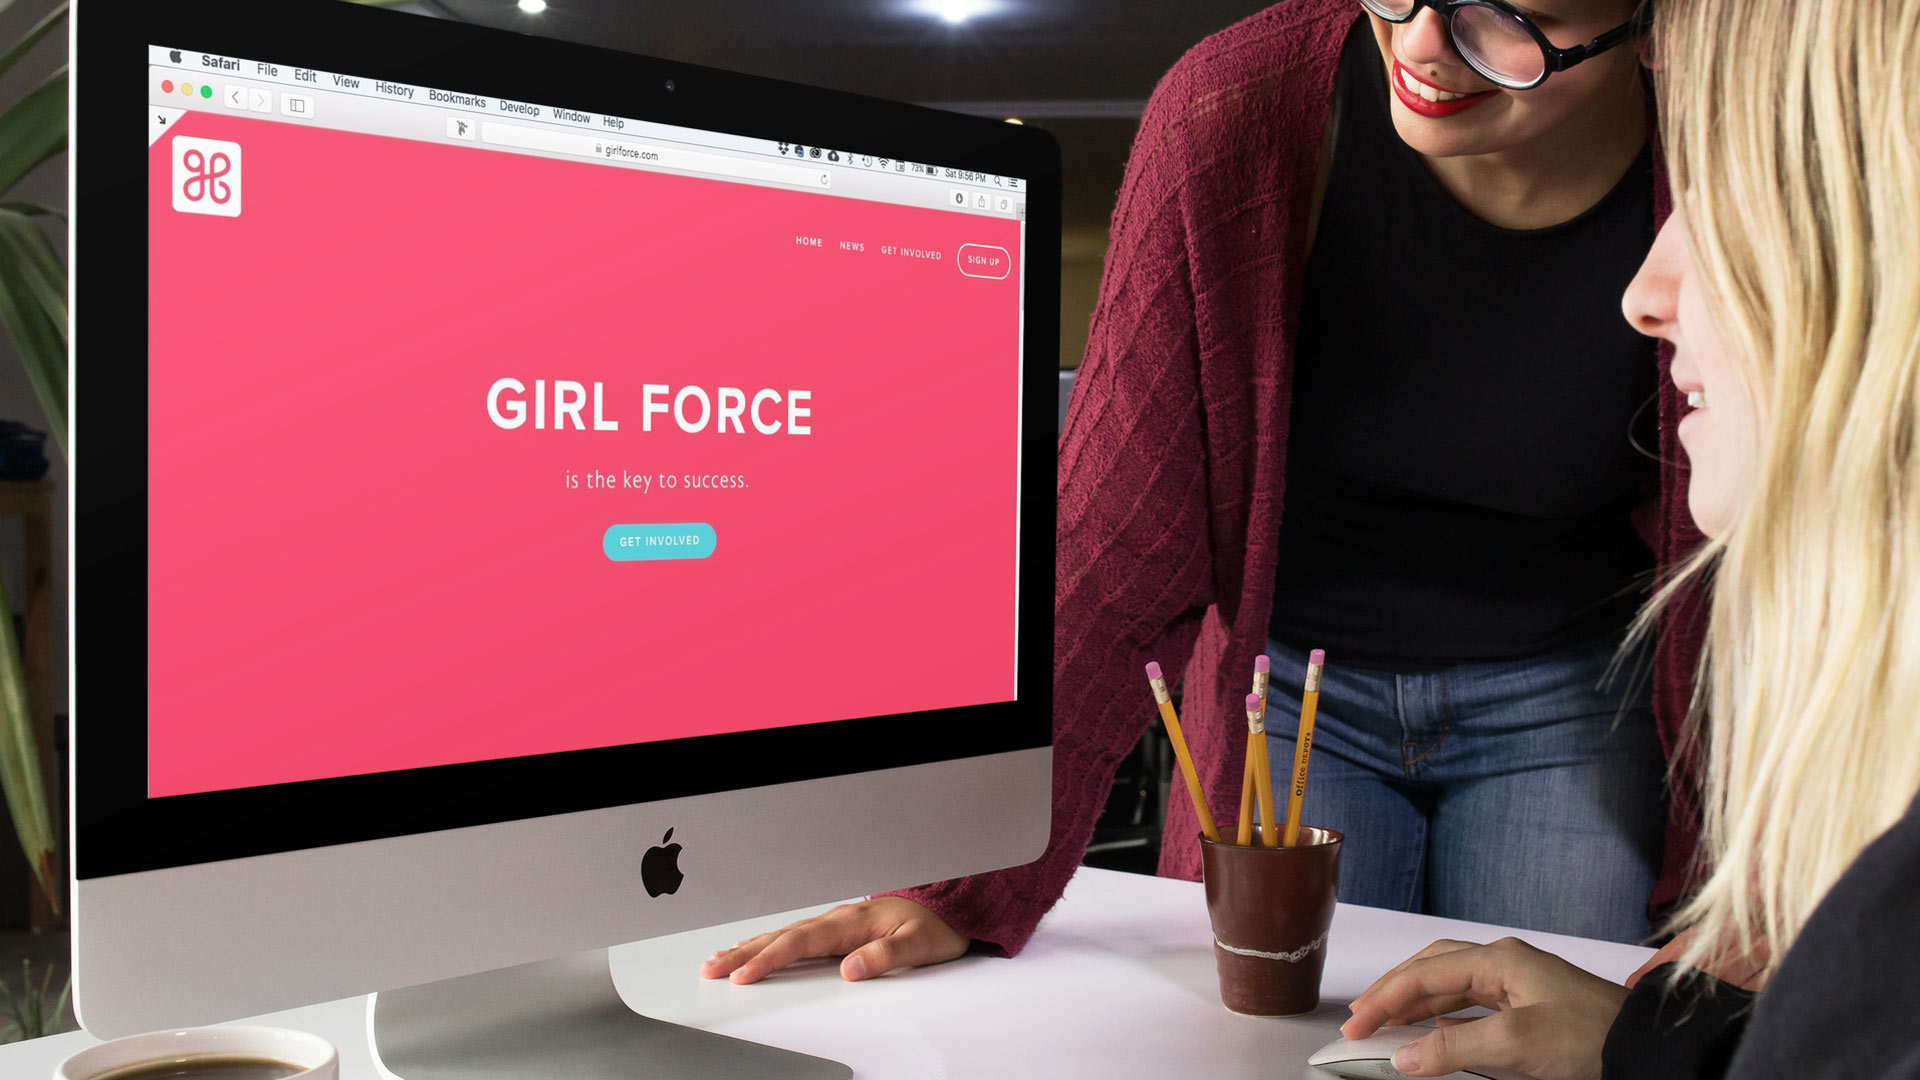 Safari File Edit View History Bookmarks Develop Window Help
73% Sat 9:56 PM
girlforce.com
HOME NEWS GET INVOLVED SIGN UP
GIRL FORCE
is the key to success.
GET INVOLVED
Office DEPOT